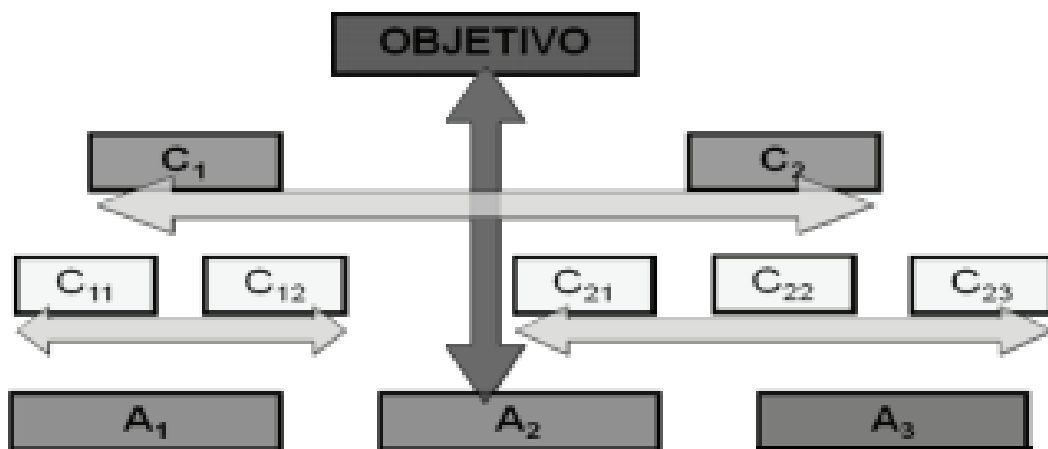 OBJETIVO
C₁ C₂
C₁₁ C₁₂ C₂₁ C₂₂ C₂₃
A₁ A₂ A₃